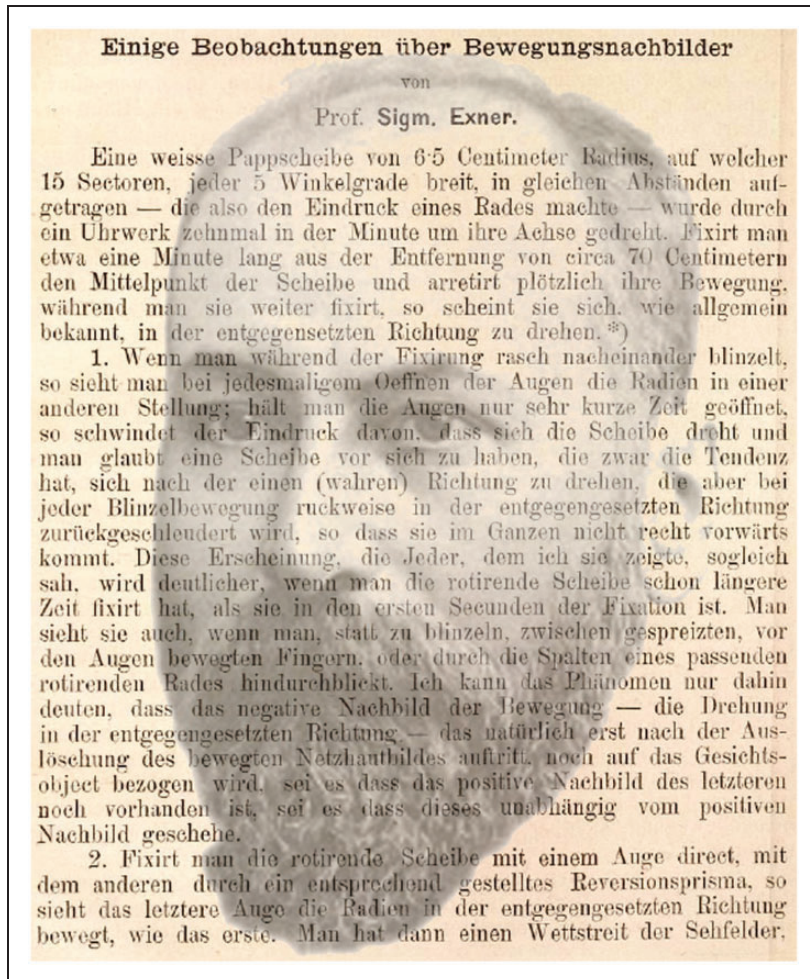 Einige Beobachtungen über Bewegungsnachbilder
von
Prof. Sigm. Exner.
Eine weisse Pappscheibe von 6·5 Centimeter Radius, auf welcher
15 Sectoren, jeder 5 Winkelgrade breit, in gleichen Abständen auf-
getragen — die also den Eindruck eines Rades machte — wurde durch
ein Uhrwerk zehnmal in der Minute um ihre Achse gedreht. Fixirt man
etwa eine Minute lang aus der Entfernung von circa 70 Centimetern
den Mittelpunkt der Scheibe und arretirt plötzlich ihre Bewegung,
während man sie weiter fixirt, so scheint sie sich, wie allgemein
bekannt, in der entgegensetzten Richtung zu drehen.*)
1. Wenn man während der Fixirung rasch nacheinander blinzelt,
so sieht man bei jedesmaligem Oeffnen der Augen die Radien in einer
anderen Stellung; hält man die Augen nur sehr kurze Zeit geöffnet,
so schwindet der Eindruck davon, dass sich die Scheibe dreht und
man glaubt eine Scheibe vor sich zu haben, die zwar die Tendenz
hat, sich nach der einen (wahren) Richtung zu drehen, die aber bei
jeder Blinzelbewegung ruckweise in der entgegengesetzten Richtung
zurückgeschleudert wird, so dass sie im Ganzen nicht recht vorwärts
kommt. Diese Erscheinung, die Jeder, dem ich sie zeigte, sogleich
sah, wird deutlicher, wenn man die rotirende Scheibe schon längere
Zeit fixirt hat, als sie in den ersten Secunden der Fixation ist. Man
sieht sie auch, wenn man, statt zu blinzeln, zwischen gespreizten, vor
den Augen bewegten Fingern, oder durch die Spalten eines passenden
rotirenden Rades hindurchblickt. Ich kann das Phänomen nur dahin
deuten, dass das negative Nachbild der Bewegung — die Drehung
in der entgegengesetzten Richtung — das natürlich erst nach der Aus-
löschung des bewegten Netzhautbildes auftritt, noch auf das Gesichts-
object bezogen wird, sei es dass das positive Nachbild des letzteren
noch vorhanden ist, sei es dass dieses unabhängig vom positiven
Nachbild geschehe.
2. Fixirt man die rotirende Scheibe mit einem Auge direct, mit
dem anderen durch ein entsprechend gestelltes Reversionsprisma, so
sieht das letztere Auge die Radien in der entgegengesetzten Richtung
bewegt, wie das erste. Man hat dann einen Wettstreit der Sehfelder,